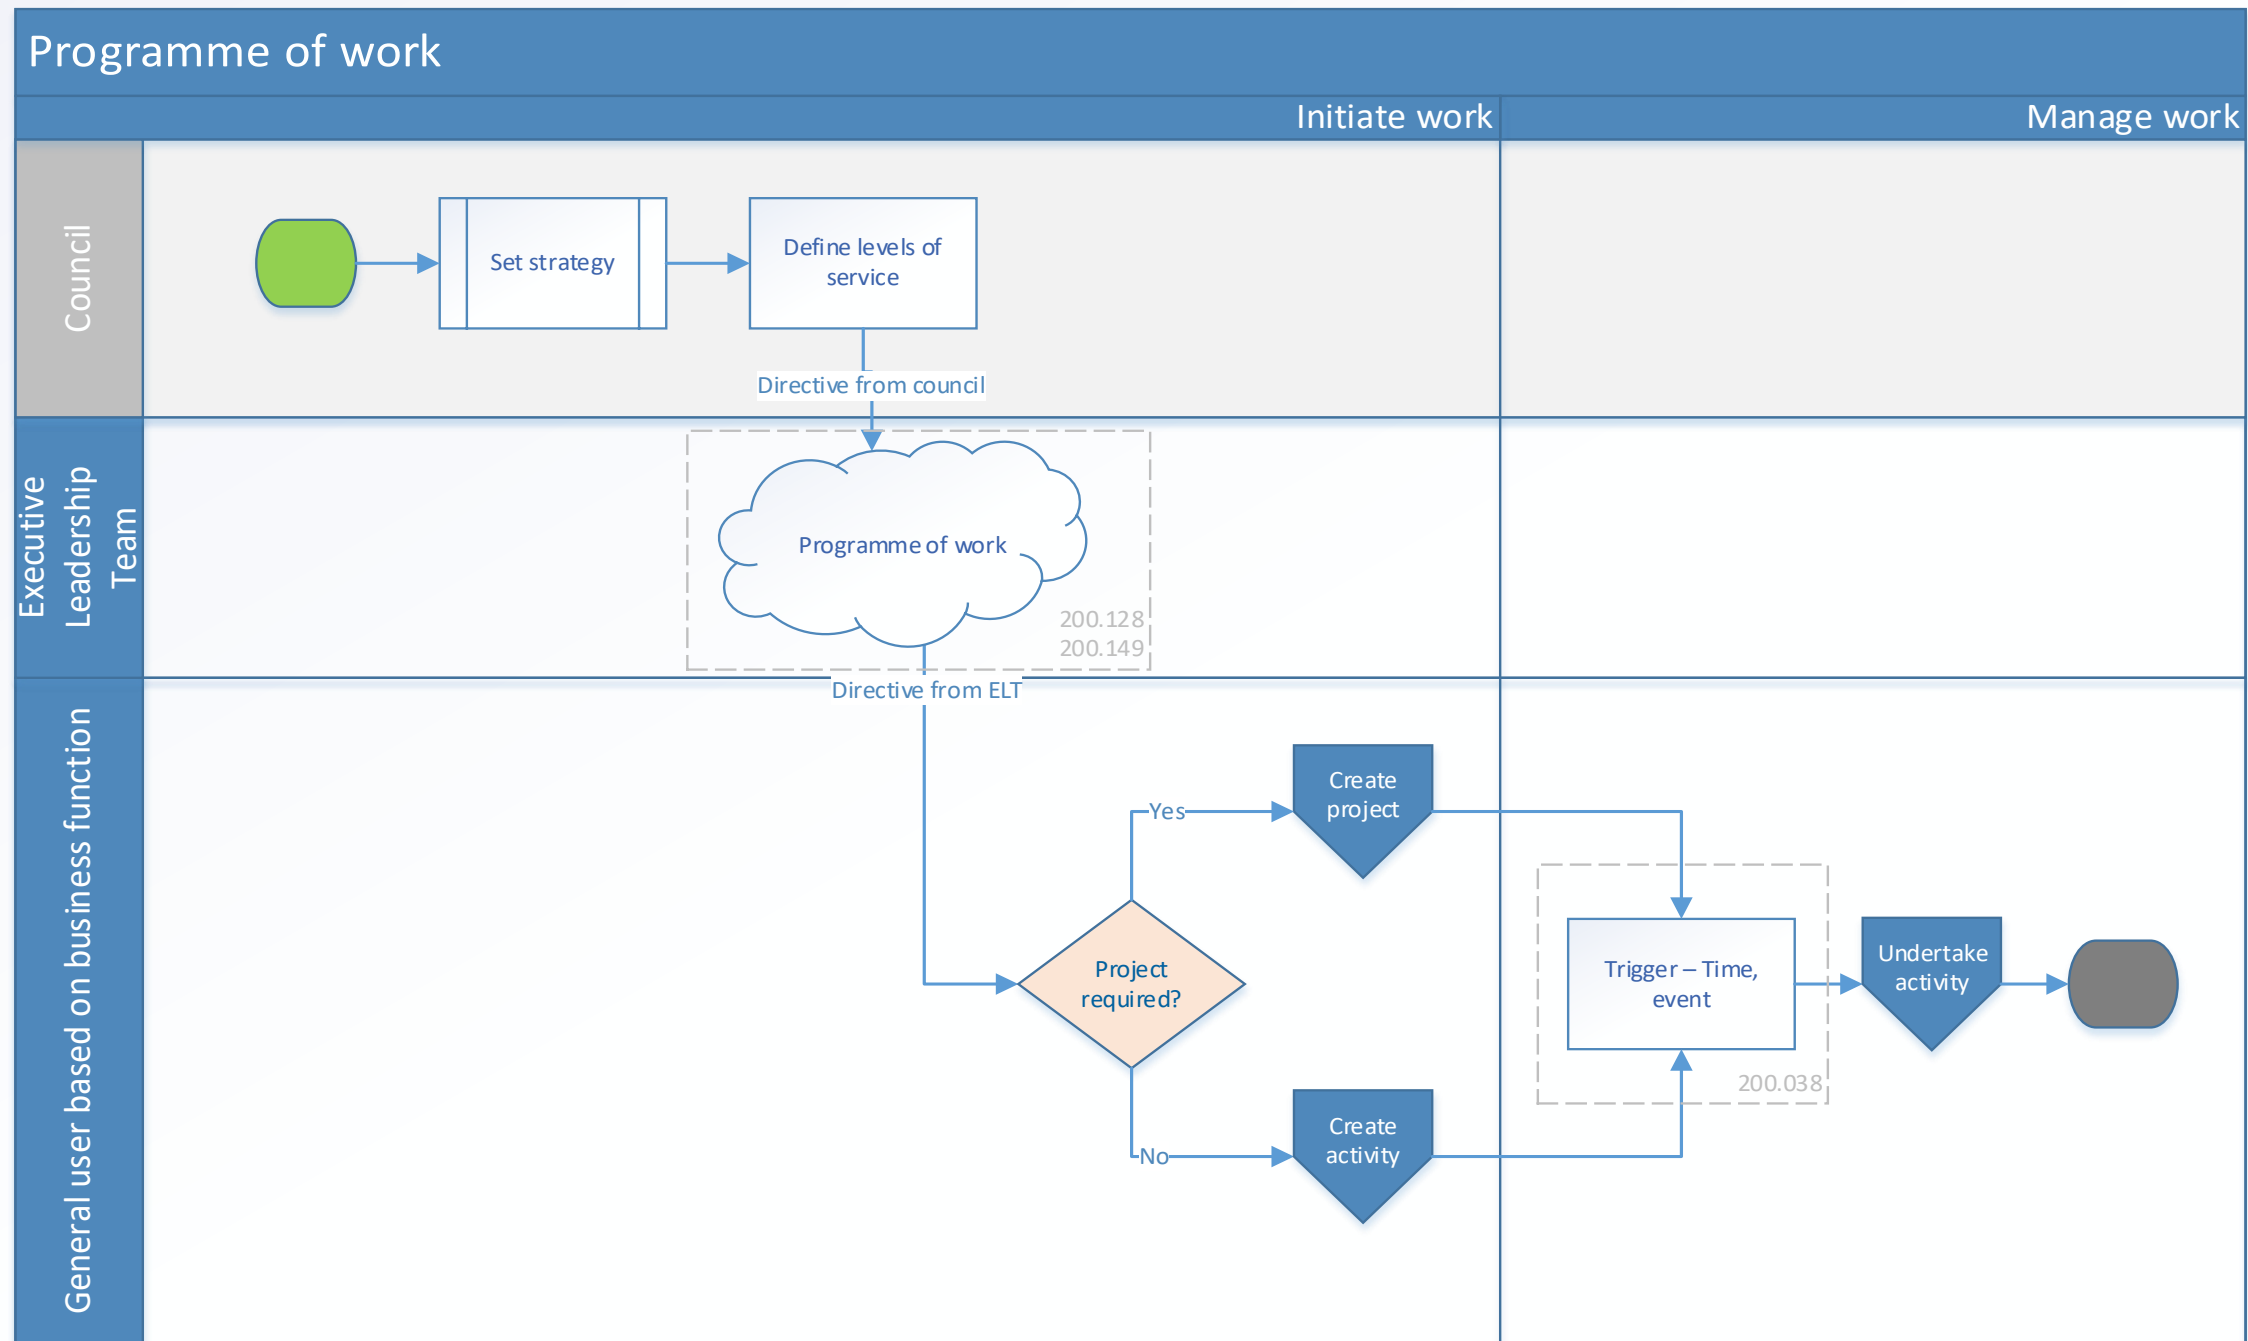 Programme of work
Initiate work
Manage work
Council
Set strategy
Define levels of
service
Directive from council
Executive
Leadership
Team
Programme of work
200.128
200.149
Directive from ELT
General user based on business function
Create
project
Yes
Project
required?
Trigger – Time,
event
Undertake
activity
200.038
No
Create
activity